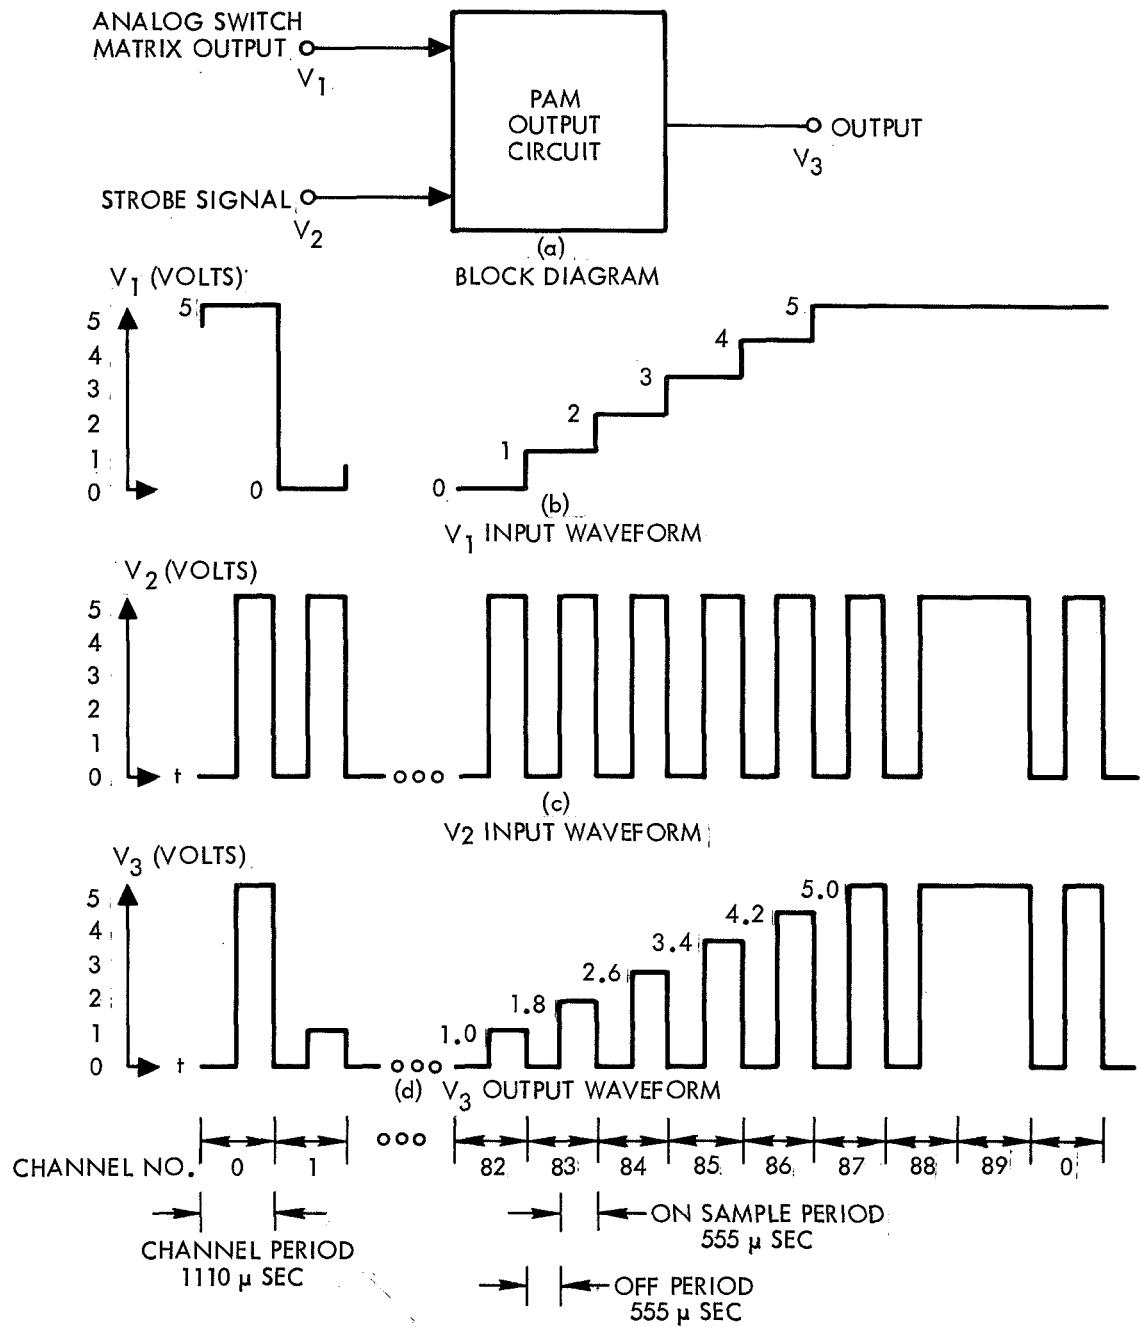 ANALOG SWITCH
MATRIX OUTPUT
V1
PAM
OUTPUT
CIRCUIT
OUTPUT
V3
STROBE SIGNAL
V2
(a)
BLOCK DIAGRAM
V1 (VOLTS)
5
4
3
2
1
0
5
0
0
1
2
3
4
5
(b)
V1 INPUT WAVEFORM
V2 (VOLTS)
5
4
3
2
1
0
t
(c)
V2 INPUT WAVEFORM
V3 (VOLTS)
5
4
3
2
1
0
t
1.0
1.8
2.6
3.4
4.2
5.0
(d) V3 OUTPUT WAVEFORM
CHANNEL NO. 0 1 82 83 84 85 86 87 88 89 0
CHANNEL PERIOD
1110 μ SEC
ON SAMPLE PERIOD
555 μ SEC
OFF PERIOD
555 μ SEC